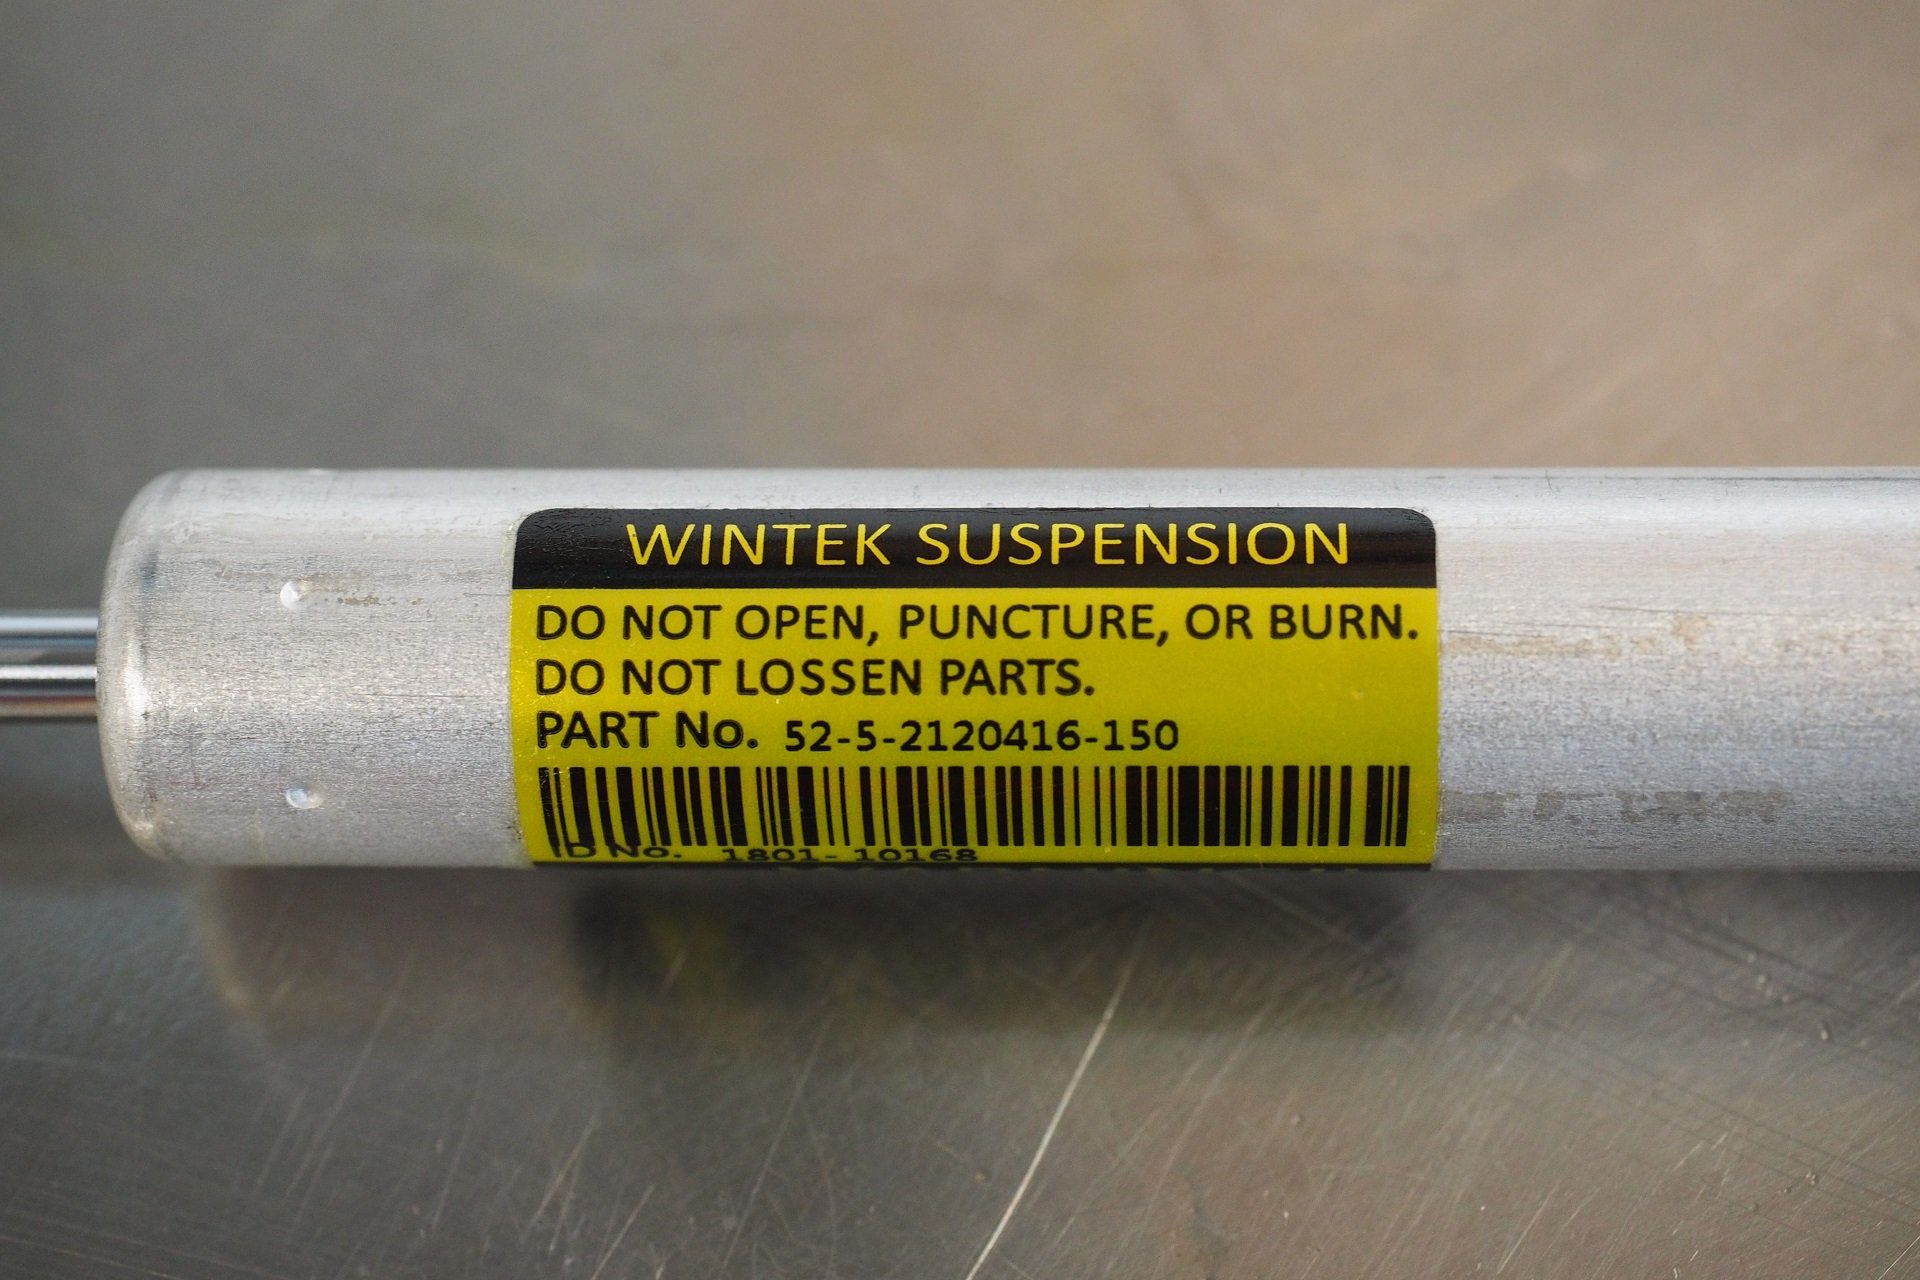 WINTEK SUSPENSION
DO NOT OPEN, PUNCTURE, OR BURN.
DO NOT LOSSEN PARTS.
PART No. 52-5-2120416-150
ID No. 1801-10168